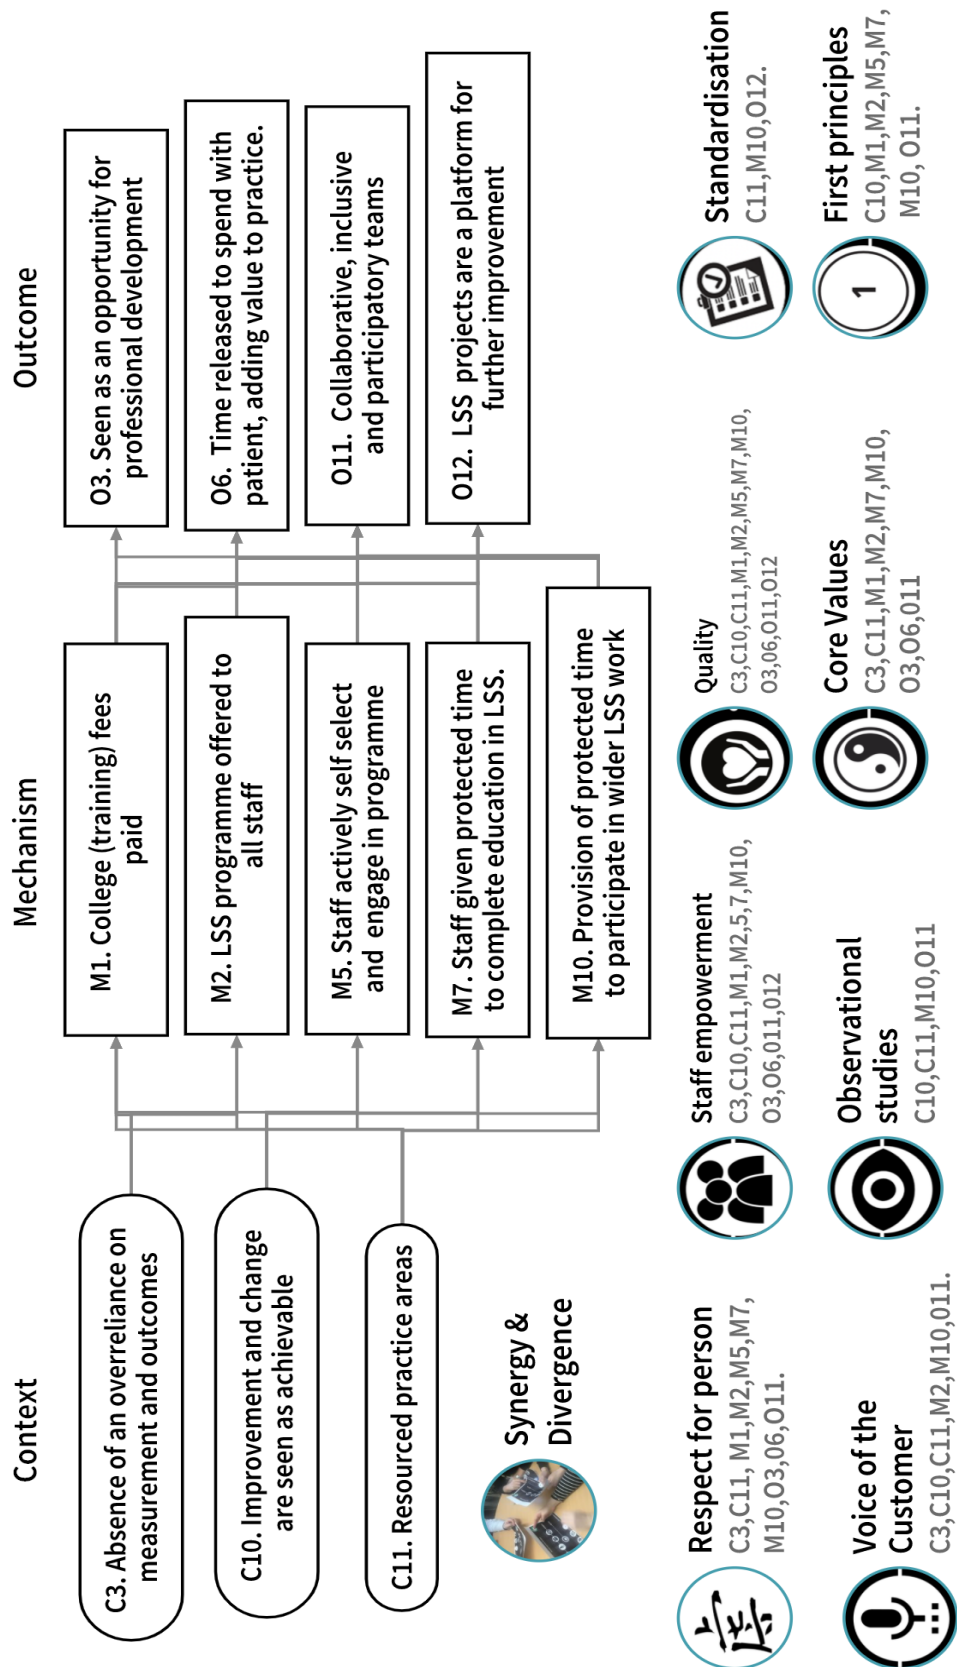 Context
Mechanism
Outcome
C3. Absence of an overreliance on
measurement and outcomes
C10. Improvement and change
are seen as achievable
C11. Resourced practice areas
M1. College (training) fees
paid
M2. LSS programme offered to
all staff
M5. Staff actively self select
and engage in programme
M7. Staff given protected time
to complete education in LSS.
M10. Provision of protected time
to participate in wider LSS work
O3. Seen as an opportunity for
professional development
O6. Time released to spend with
patient, adding value to practice.
O11. Collaborative, inclusive
and participatory teams
O12. LSS projects are a platform for
further improvement
Synergy &
Divergence
Respect for person
C3,C11, M1,M2,M5,M7,
M10,O3,06,O11.
Staff empowerment
C3,C10,C11,M1,M2,5,7,M10,
O3,O6,011,012
Quality
C3,C10,C11,M1,M2,M5,M7,M10,
O3,06,O11,O12
Standardisation
C11,M10,O12.
Voice of the
Customer
C3,C10,C11,M2,M10,011.
Observational
studies
C10,C11,M10,O11
Core Values
C3,C11,M1,M2,M7,M10,
O3,O6,011
1
First principles
C10,M1,M2,M5,M7,
M10, O11.